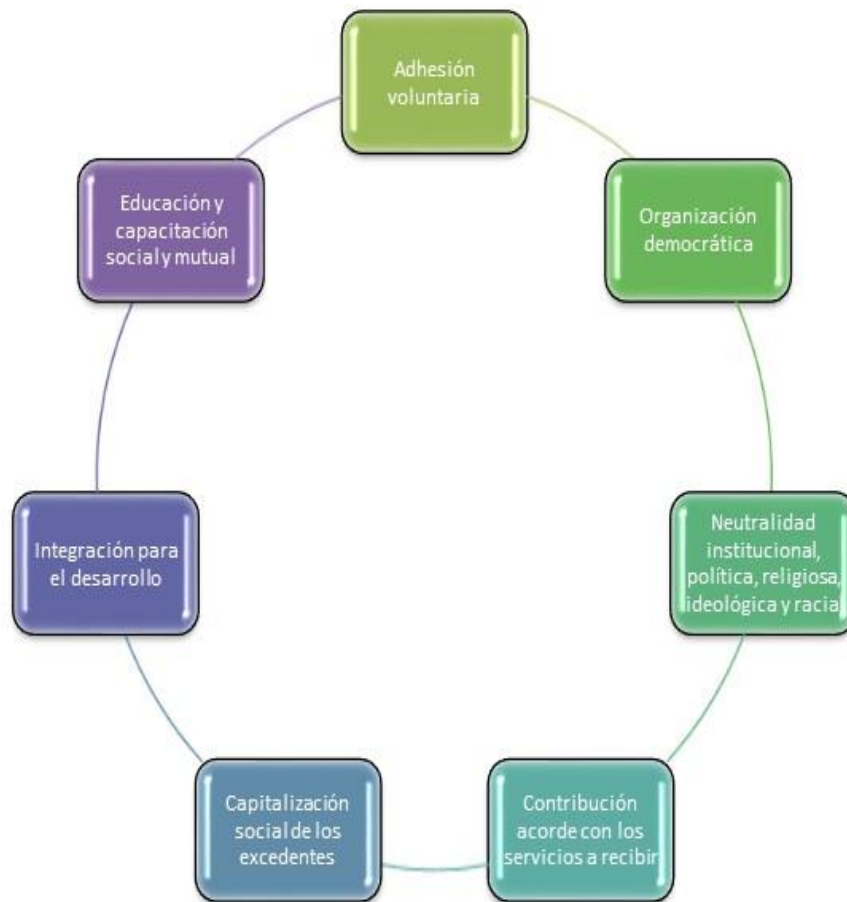 Adhesión
voluntaria
Organización
democrática
Neutralidad
institucional,
política, religiosa,
ideológica y racia
Contribución
acorde con los
servicios a recibir
Capitalización
social de los
excedentes
Integración para
el desarrollo
Educación y
capacitación
social y mutual